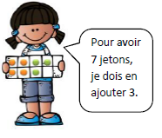 Pour avoir
7 jetons,
je dois en
ajouter 3.